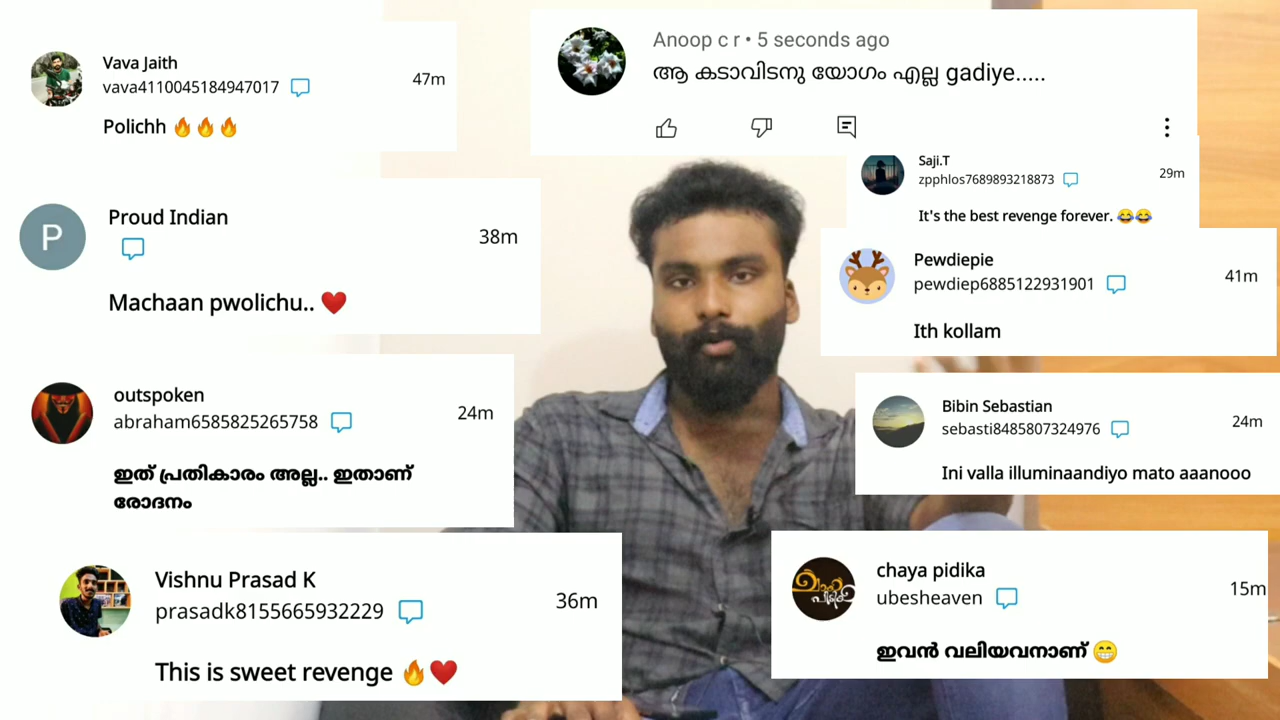 Vava Jaith
vava4110045184947017
47m
Polichh 🔥🔥🔥
Anoop c r • 5 seconds ago
ആ കടാവിടനു യോഗം എല്ല gadiye.....
Saji.T
zpphlos7689893218873
29m
It's the best revenge forever. 😂😂
P
Proud Indian
38m
Machaan pwolichu.. ❤️
Pewdiepie
pewdiep6885122931901
41m
Ith kollam
outspoken
abraham6585825265758
24m
ഇത് പ്രതികാരം അല്ല.. ഇതാണ്
രോദനം
Bibin Sebastian
sebasti8485807324976
24m
Ini valla illuminaandiyo mato aaanooo
Vishnu Prasad K
prasadk8155665932229
36m
This is sweet revenge 🔥❤️
chaya pidika
ubesheaven
15m
ഇവൻ വലിയവനാണ് 😁